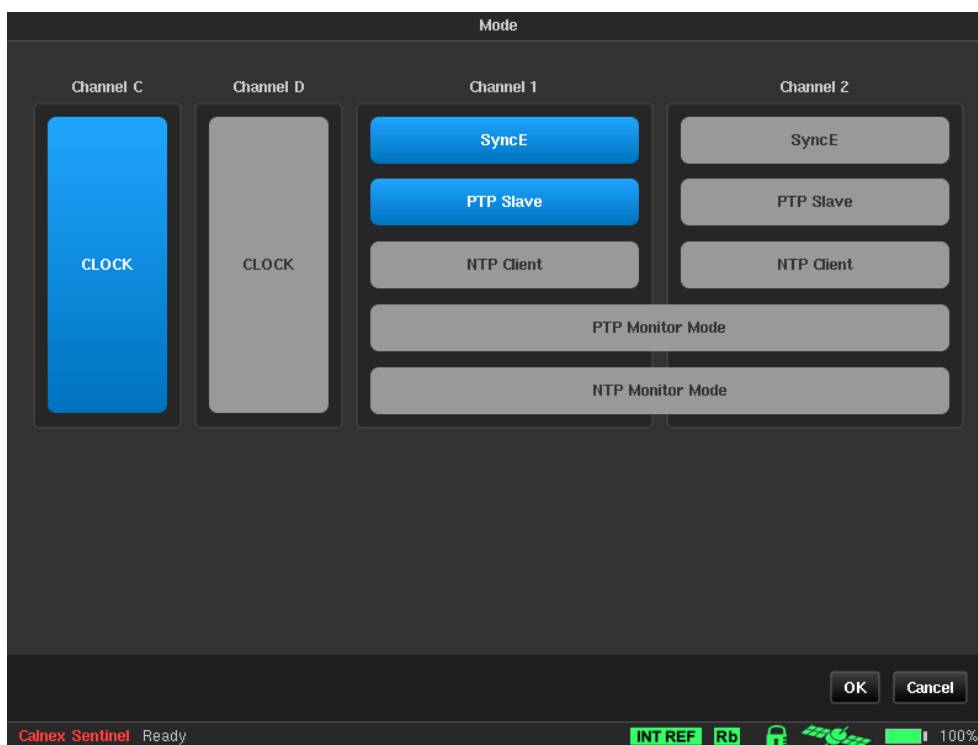 Mode
Channel C Channel D Channel 1 Channel 2
SyncE SyncE
PTP Slave PTP Slave
CLOCK CLOCK NTP Client NTP Client
PTP Monitor Mode
NTP Monitor Mode
OK Cancel
Calnex Sentinel Ready INT REF Rb 100%